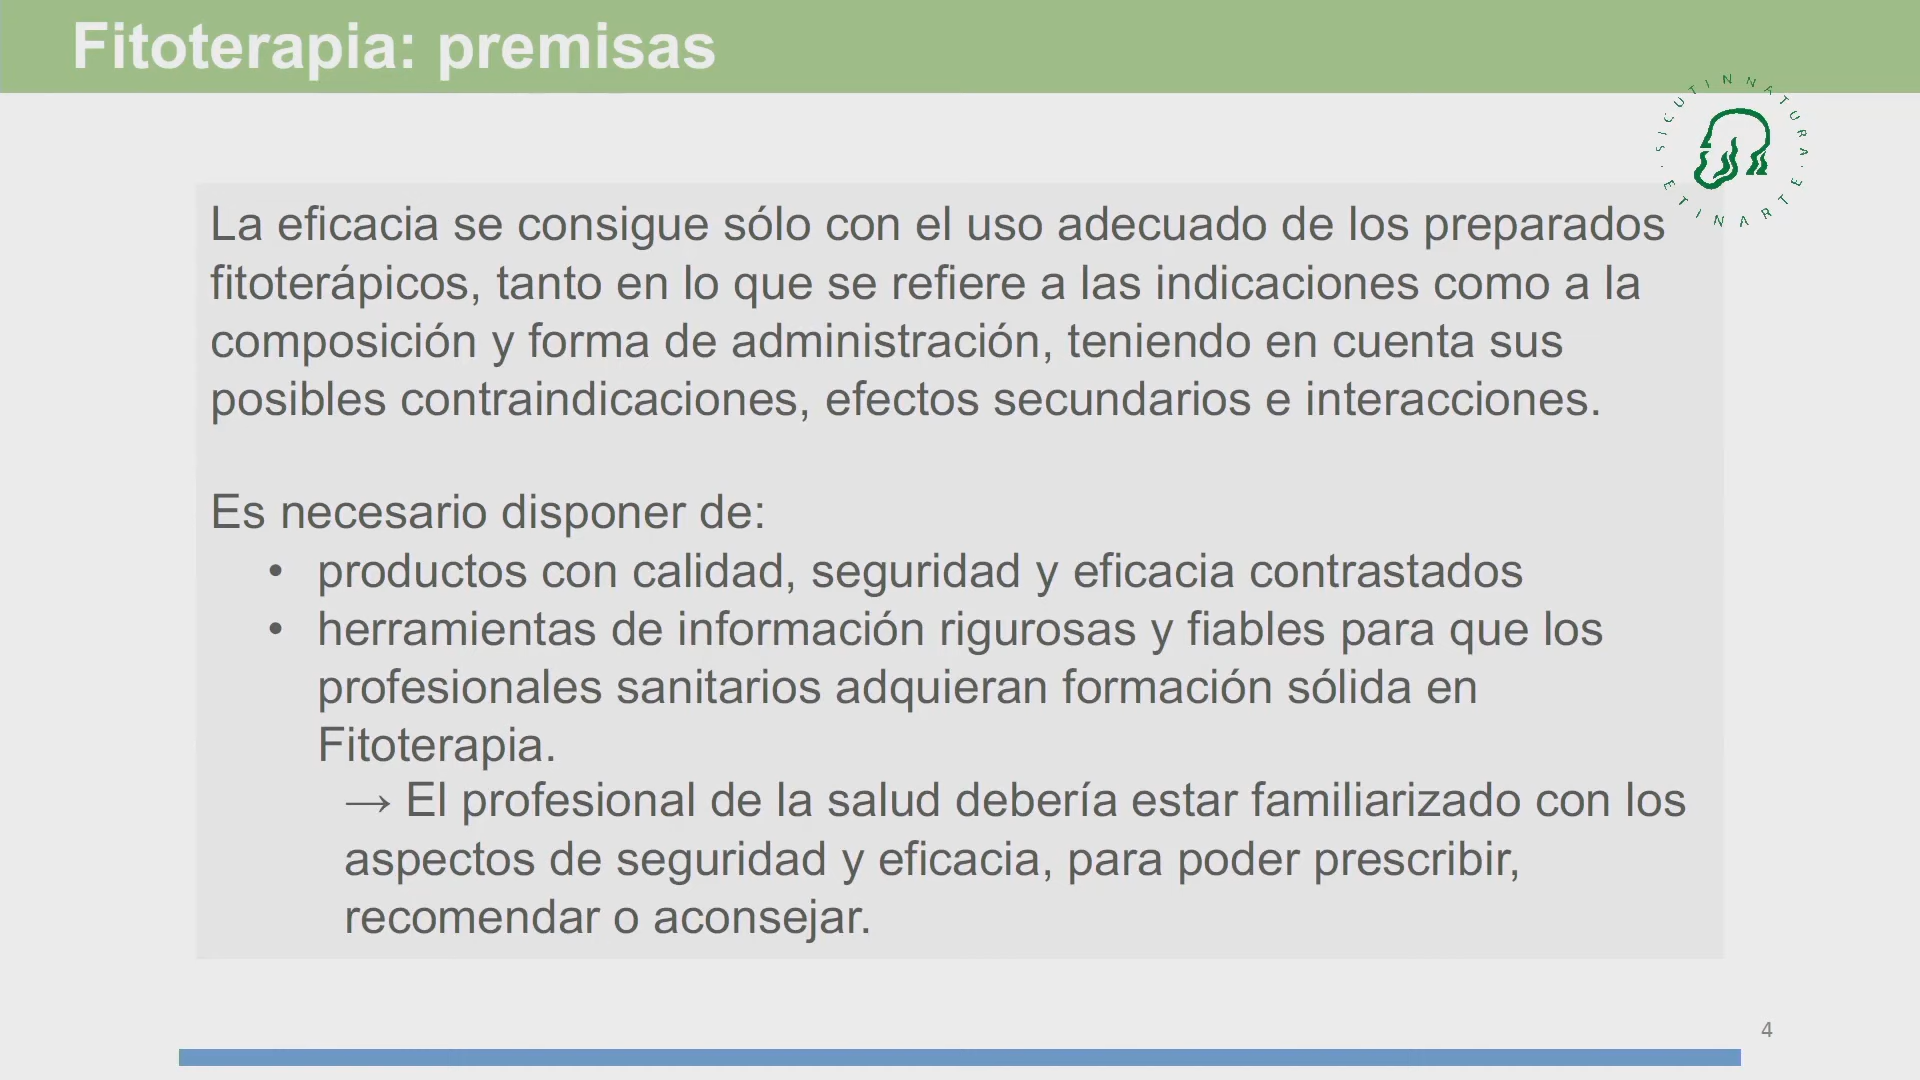 Fitoterapia: premisas
· SICUT IN NATURA · ET IN ARTE
La eficacia se consigue sólo con el uso adecuado de los preparados
fitoterápicos, tanto en lo que se refiere a las indicaciones como a la
composición y forma de administración, teniendo en cuenta sus
posibles contraindicaciones, efectos secundarios e interacciones.
Es necesario disponer de:
• productos con calidad, seguridad y eficacia contrastados
• herramientas de información rigurosas y fiables para que los
profesionales sanitarios adquieran formación sólida en
Fitoterapia.
→ El profesional de la salud debería estar familiarizado con los
aspectos de seguridad y eficacia, para poder prescribir,
recomendar o aconsejar.
4